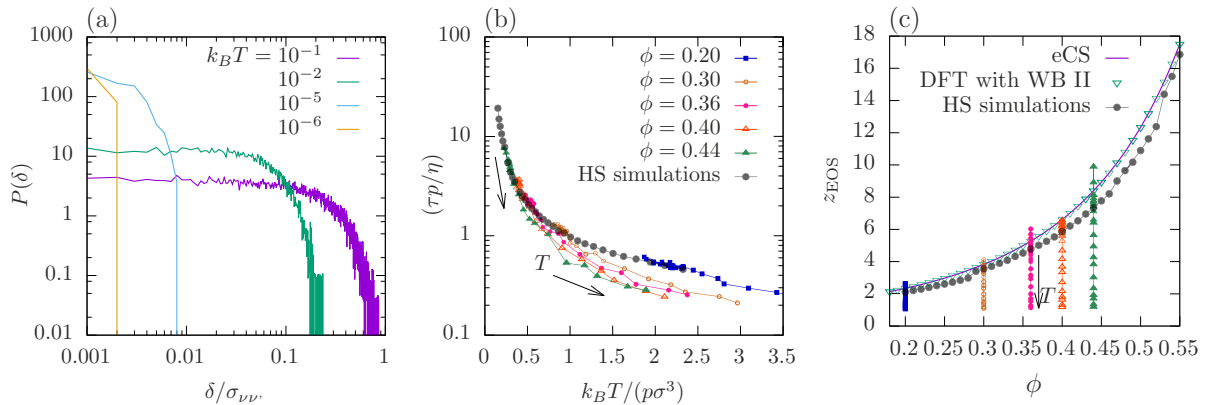 (a)
1000
100
10
1
0.1
0.01
P(δ)
k_BT = 10⁻¹
10⁻²
10⁻⁵
10⁻⁶
0.001
0.01
0.1
1
δ/σ_νν'
(b)
100
10
1
0.1
(τp/η)
ϕ = 0.20
ϕ = 0.30
ϕ = 0.36
ϕ = 0.40
ϕ = 0.44
HS simulations
T
0
0.5
1
1.5
2
2.5
3
3.5
k_BT/(pσ³)
(c)
18
16
14
12
10
8
6
4
2
0
z_EOS
eCS
DFT with WB II
HS simulations
T
0.2
0.25
0.3
0.35
0.4
0.45
0.5
0.55
ϕ